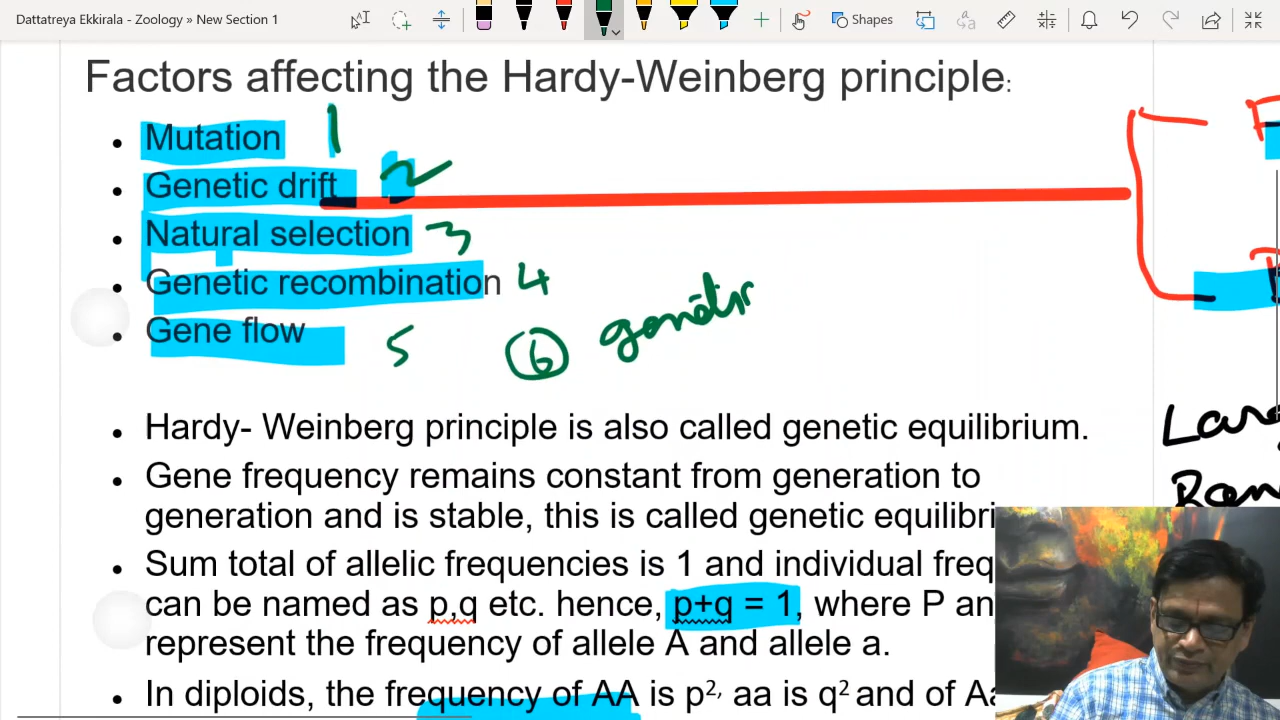 Dattatreya Ekkirala - Zoology » New Section 1
Shapes
Factors affecting the Hardy-Weinberg principle:
• Mutation 1
• Genetic drift 2
• Natural selection 3
• Genetic recombination 4
• Gene flow 5 6
• Hardy- Weinberg principle is also called genetic equilibrium.
• Gene frequency remains constant from generation to
generation and is stable, this is called genetic equilibri
• Sum total of allelic frequencies is 1 and individual freq
can be named as p,q etc. hence, p+q = 1, where P an
represent the frequency of allele A and allele a.
• In diploids, the frequency of AA is p², aa is q² and of Aa